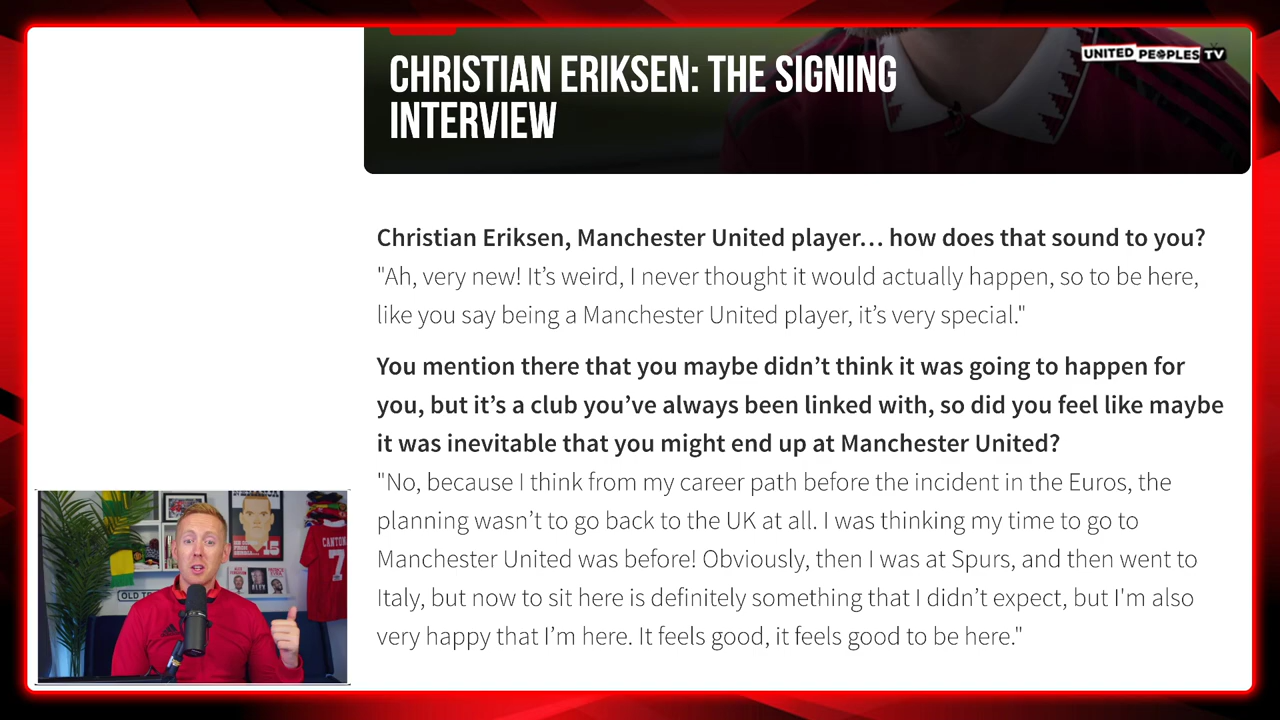 UNITED PEOPLES TV
CHRISTIAN ERIKSEN: THE SIGNING
INTERVIEW
Christian Eriksen, Manchester United player… how does that sound to you?
"Ah, very new! It’s weird, I never thought it would actually happen, so to be here,
like you say being a Manchester United player, it’s very special."
You mention there that you maybe didn’t think it was going to happen for
you, but it’s a club you’ve always been linked with, so did you feel like maybe
it was inevitable that you might end up at Manchester United?
"No, because I think from my career path before the incident in the Euros, the
planning wasn’t to go back to the UK at all. I was thinking my time to go to
Manchester United was before! Obviously, then I was at Spurs, and then went to
Italy, but now to sit here is definitely something that I didn’t expect, but I'm also
very happy that I’m here. It feels good, it feels good to be here."
NEMANJA
15
CANTONA
7
OLD TR